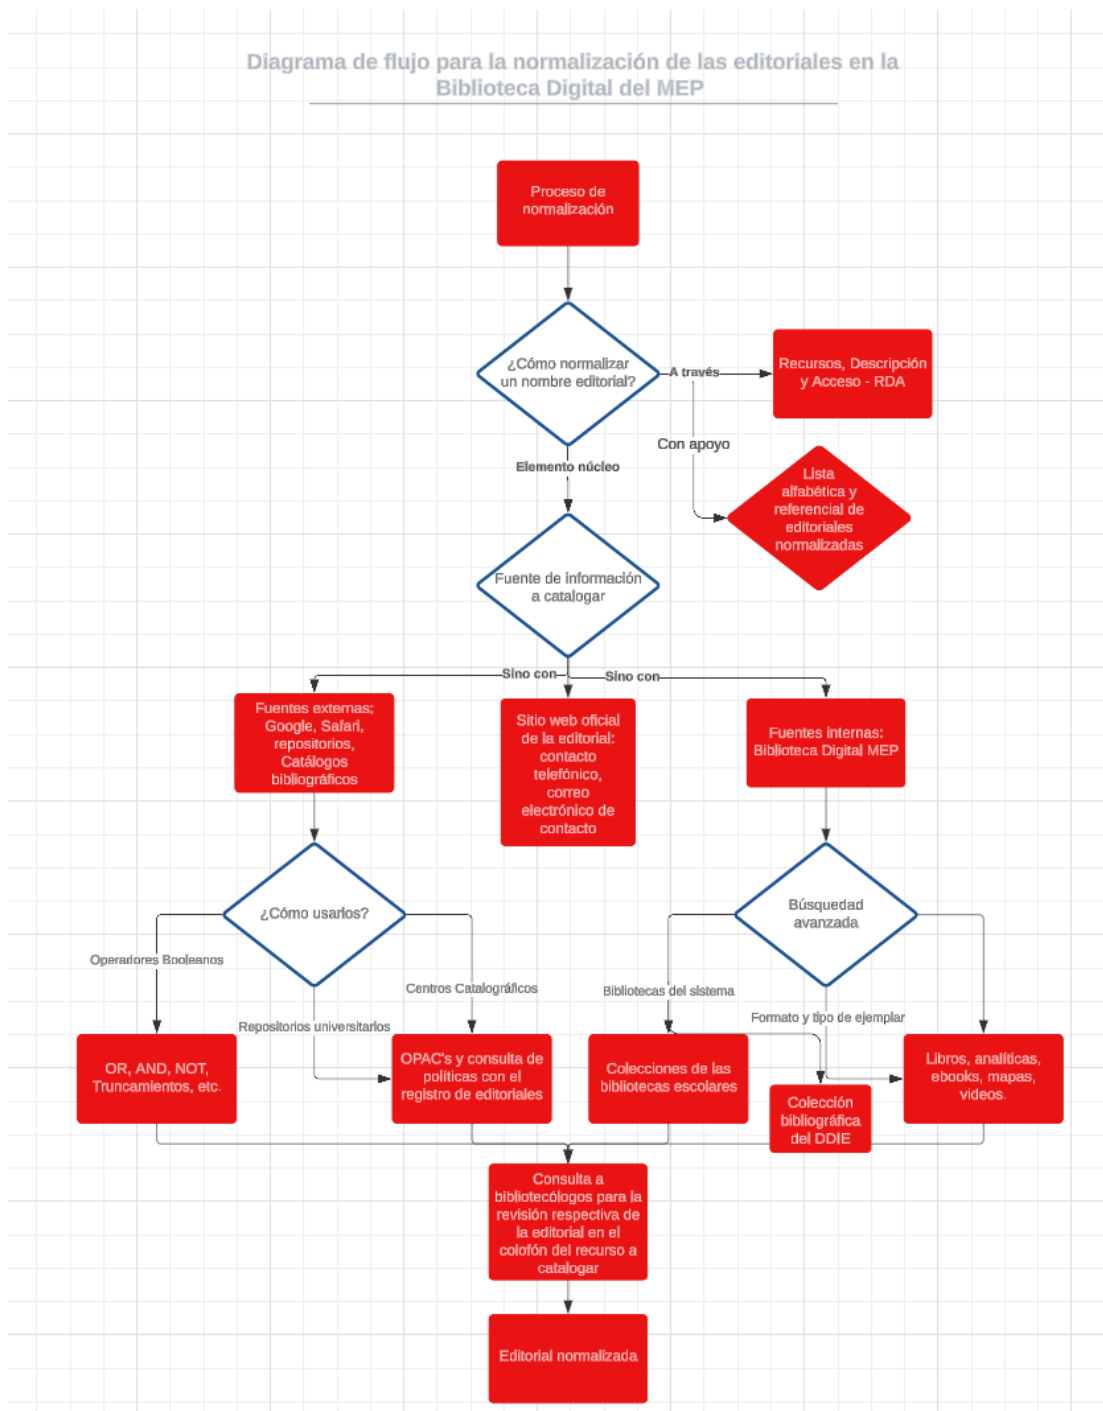 Diagrama de flujo para la normalización de las editoriales en la
Biblioteca Digital del MEP
Proceso de
normalización
¿Cómo normalizar
un nombre editorial?
A través
Recursos, Descripción
y Acceso - RDA
Con apoyo
Lista
alfabética y
referencial de
editoriales
normalizadas
Elemento núcleo
Fuente de información
a catalogar
Sino con
Sino con
Fuentes externas:
Google, Safari,
repositorios,
Catálogos
bibliográficos
Sitio web oficial
de la editorial:
contacto
telefónico,
correo
electrónico de
contacto
Fuentes internas:
Biblioteca Digital MEP
¿Cómo usarlos?
Búsquedad
avanzada
Operadores Booleanos
Centros Catalográficos
Repositorios universitarios
Bibliotecas del sistema
Formato y tipo de ejemplar
OR, AND, NOT,
Truncamientos, etc.
OPAC's y consulta de
políticas con el
registro de editoriales
Colecciones de las
bibliotecas escolares
Colección
bibliográfica
del DDIE
Libros, analíticas,
ebooks, mapas,
videos.
Consulta a
bibliotecólogos para la
revisión respectiva de
la editorial en el
colofón del recurso a
catalogar
Editorial normalizada